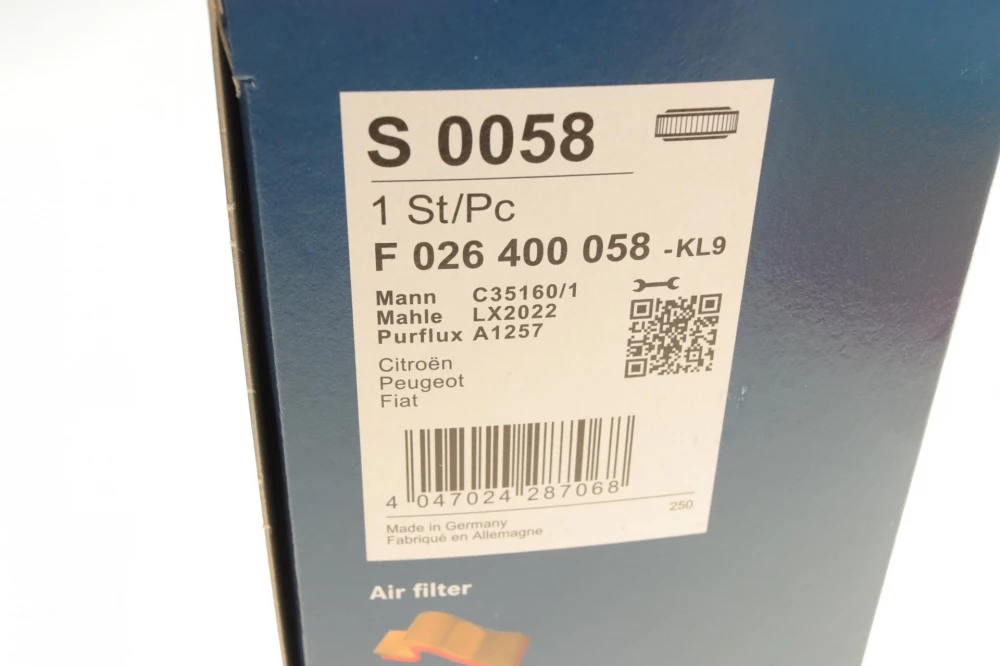 S 0058
1 St/Pc
F 026 400 058 -KL9
Mann C35160/1
Mahle LX2022
Purflux A1257
Citroën
Peugeot
Fiat
4 047024 287068
250
Made in Germany
Fabriqué en Allemagne
Air filter